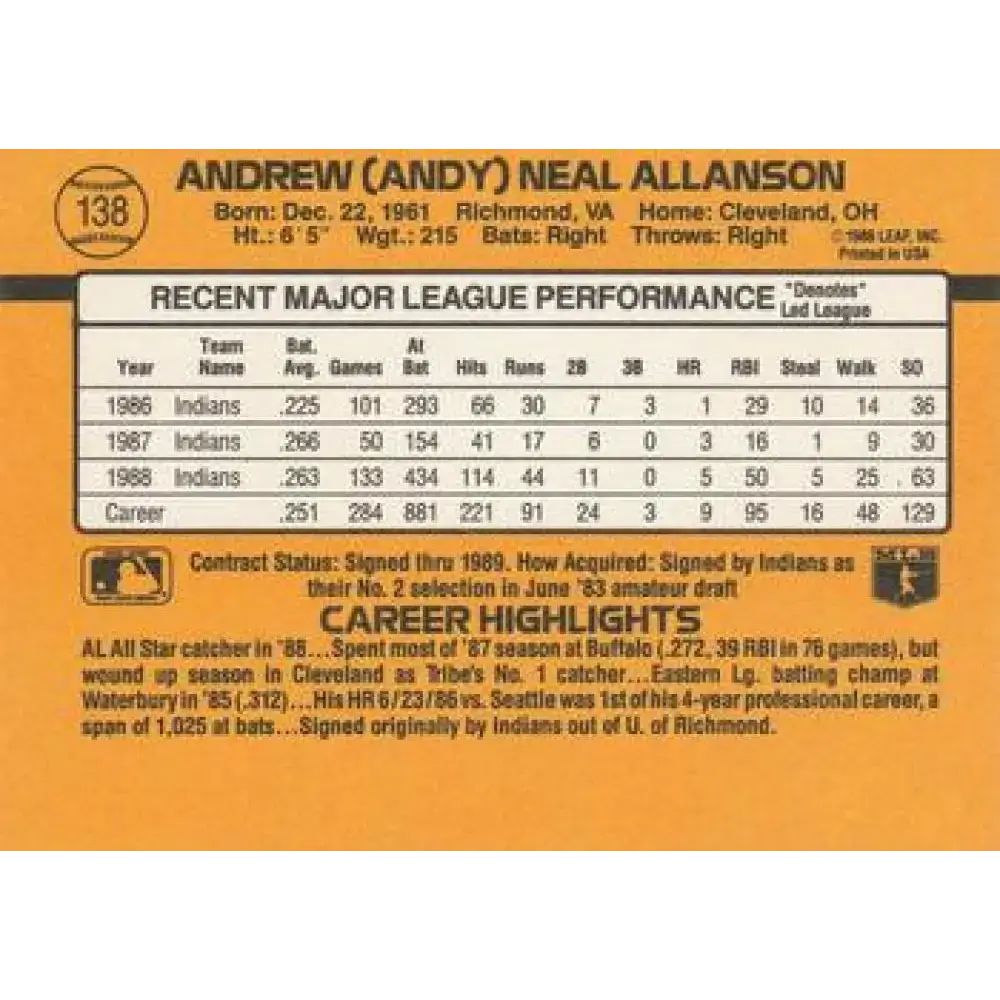 138
ANDREW (ANDY) NEAL ALLANSON
Born: Dec. 22, 1961 Richmond, VA Home: Cleveland, OH
Ht.: 6'5" Wgt.: 215 Bats: Right Throws: Right © 1988 LEAF, INC.
Printed in USA
RECENT MAJOR LEAGUE PERFORMANCE "Denotes"
Led League
Year Team Name Bat. Avg. Games At Bat Hits Runs 2B 3B HR RBI Steal Walk SO
1986 Indians .225 101 293 66 30 7 3 1 29 10 14 36
1987 Indians .266 50 154 41 17 6 0 3 16 1 9 30
1988 Indians .263 133 434 114 44 11 0 5 50 5 25 63
Career .251 284 881 221 91 24 3 9 95 16 48 129
Contract Status: Signed thru 1989. How Acquired: Signed by Indians as
their No. 2 selection in June '83 amateur draft
CAREER HIGHLIGHTS
AL All Star catcher in '88...Spent most of '87 season at Buffalo (.272, 39 RBI in 76 games), but
wound up season in Cleveland as Tribe's No. 1 catcher...Eastern Lg. batting champ at
Waterbury in '85 (.312)...His HR 6/23/86 vs. Seattle was 1st of his 4-year professional career, a
span of 1,025 at bats...Signed originally by Indians out of U. of Richmond.